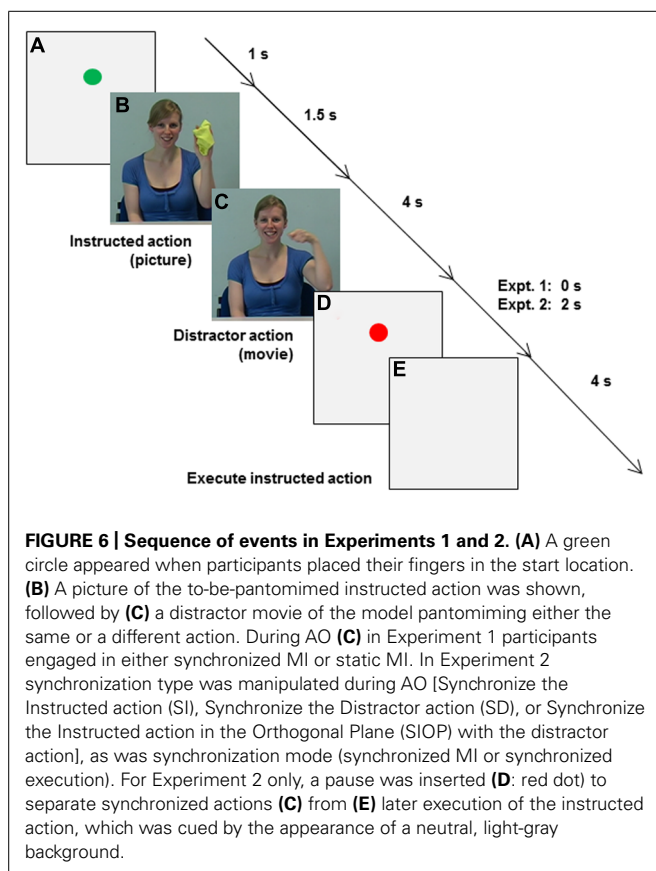 A
1 s
B
1.5 s
C
4 s
Instructed action
(picture)
D
Expt. 1: 0 s
Expt. 2: 2 s
Distractor action
(movie)
E
4 s
Execute instructed action
FIGURE 6 | Sequence of events in Experiments 1 and 2. (A) A green
circle appeared when participants placed their fingers in the start location.
(B) A picture of the to-be-pantomimed instructed action was shown,
followed by (C) a distractor movie of the model pantomiming either the
same or a different action. During AO (C) in Experiment 1 participants
engaged in either synchronized MI or static MI. In Experiment 2
synchronization type was manipulated during AO [Synchronize the
Instructed action (SI), Synchronize the Distractor action (SD), or Synchronize
the Instructed action in the Orthogonal Plane (SIOP) with the distractor
action], as was synchronization mode (synchronized MI or synchronized
execution). For Experiment 2 only, a pause was inserted (D: red dot) to
separate synchronized actions (C) from (E) later execution of the instructed
action, which was cued by the appearance of a neutral, light-gray
background.